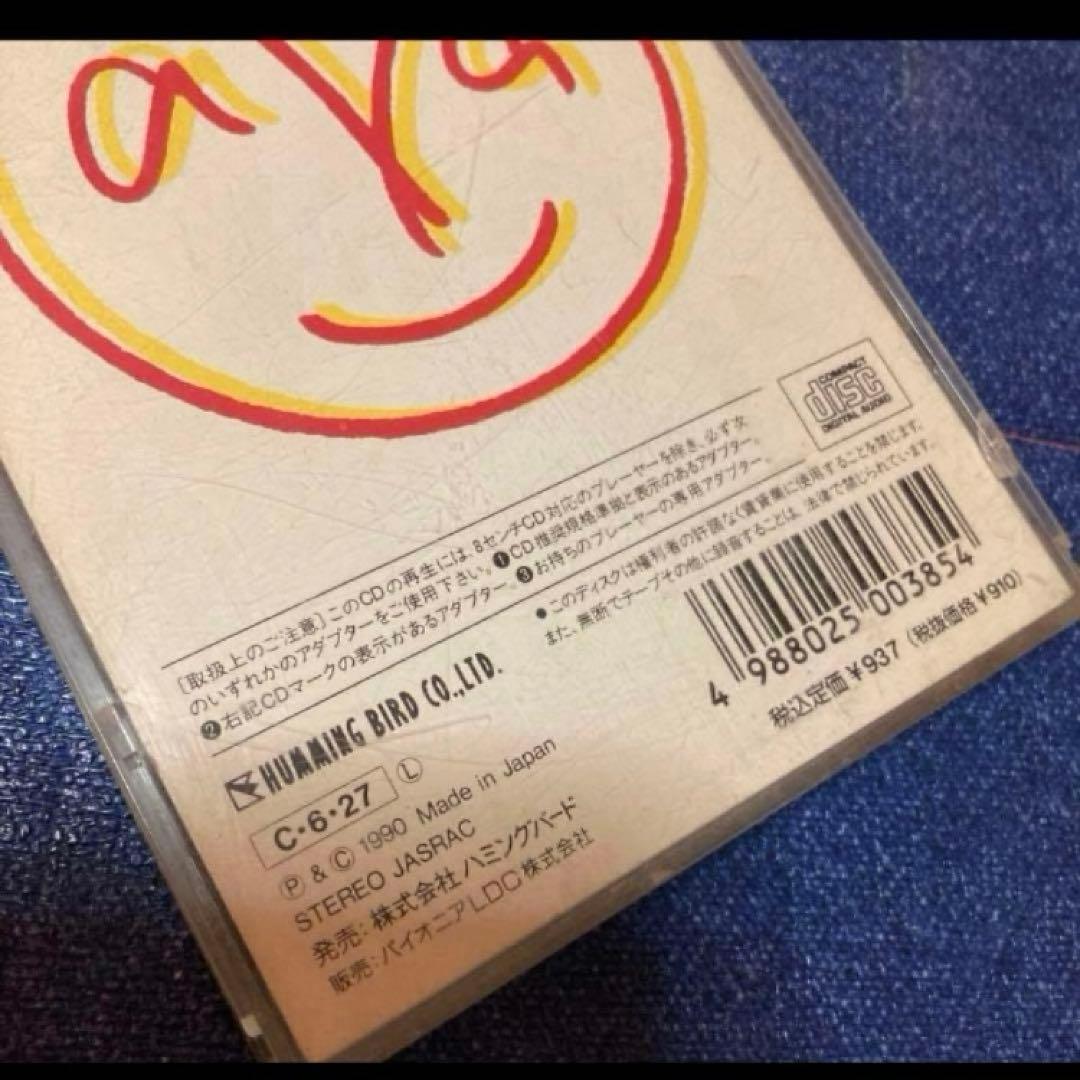 COMPACT
disc
DIGITAL AUDIO
[取扱上のご注意]このCDの再生には、8センチCD対応のプレーヤーを除き、必ず次
のいずれかのアダプターをご使用下さい。❶CD推奨規格準拠と表示のあるアダプター。
❷右記CDマークの表示があるアダプター。❸お持ちのプレーヤーの専用アダプター。
●このディスクは権利者の許諾なく賃貸業に使用することを禁じます。
また、無断でテープその他に録音することは、法律で禁じられています。
4 988025 003854
税込定価¥937(税抜価格¥910)
HUMMING BIRD CO.,LTD.
C・6・27 Ⓛ
Ⓟ & Ⓒ 1990 Made in Japan
STEREO JASRAC
発売:株式会社ハミングバード
販売:パイオニアLDC株式会社